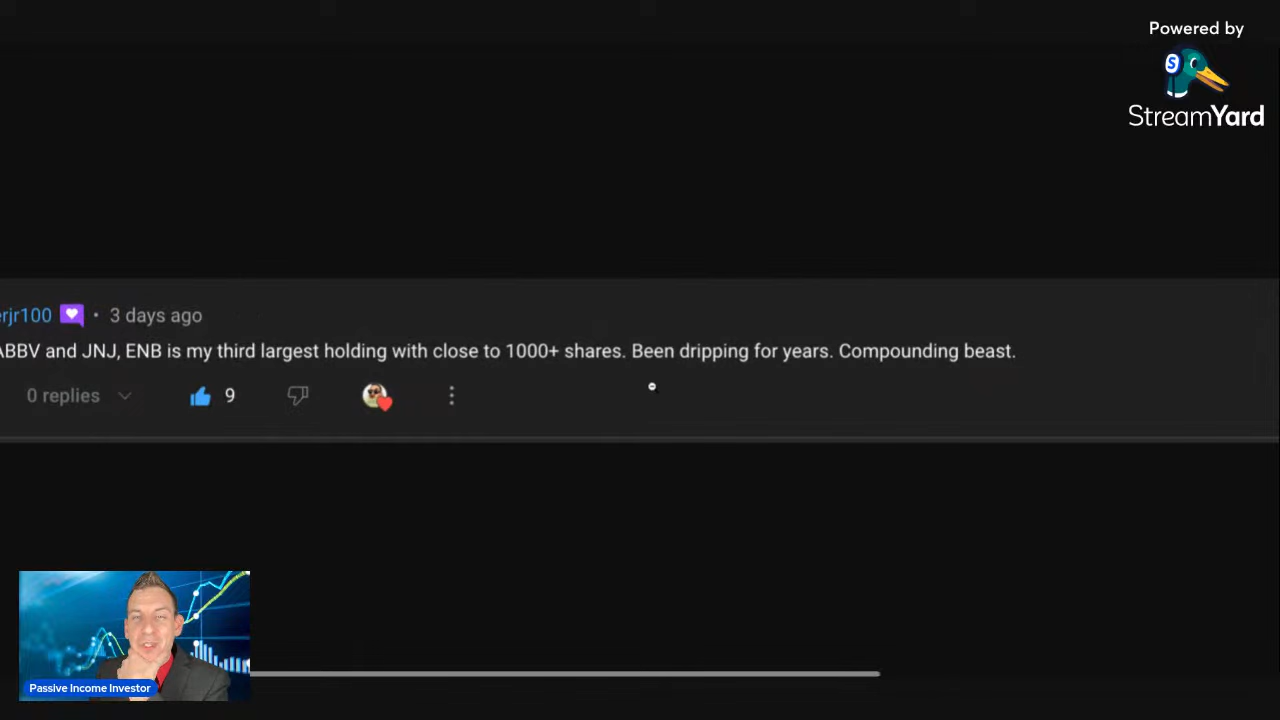 Powered by
S
StreamYard
erjr100 • 3 days ago
ABBV and JNJ, ENB is my third largest holding with close to 1000+ shares. Been dripping for years. Compounding beast.
0 replies 9
Passive Income Investor